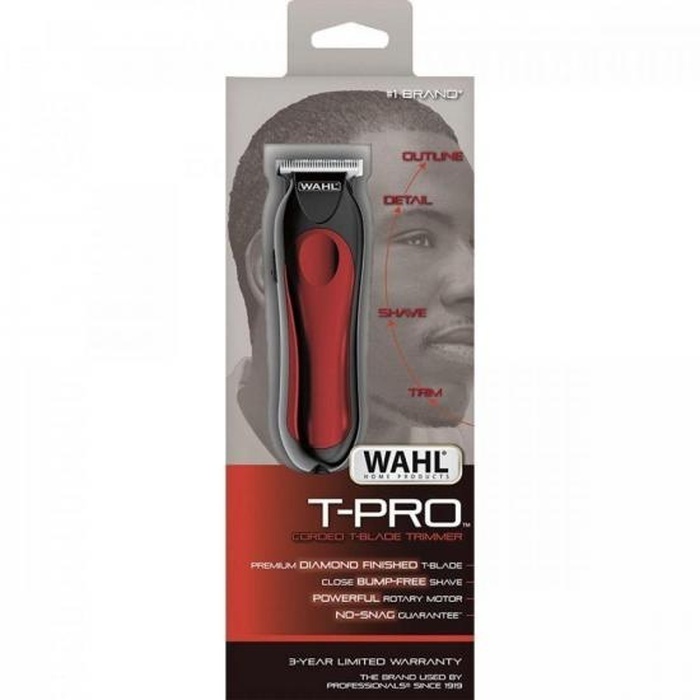 #1 BRAND*
OUTLINE
DETAIL
WAHL
SHAVE
TRIM
WAHL®
HOME PRODUCTS
T-PRO™
CORDED T-BLADE TRIMMER
PREMIUM DIAMOND FINISHED T-BLADE
CLOSE BUMP-FREE SHAVE
POWERFUL ROTARY MOTOR
NO-SNAG GUARANTEE**
3-YEAR LIMITED WARRANTY
THE BRAND USED BY
PROFESSIONALS® SINCE 1919